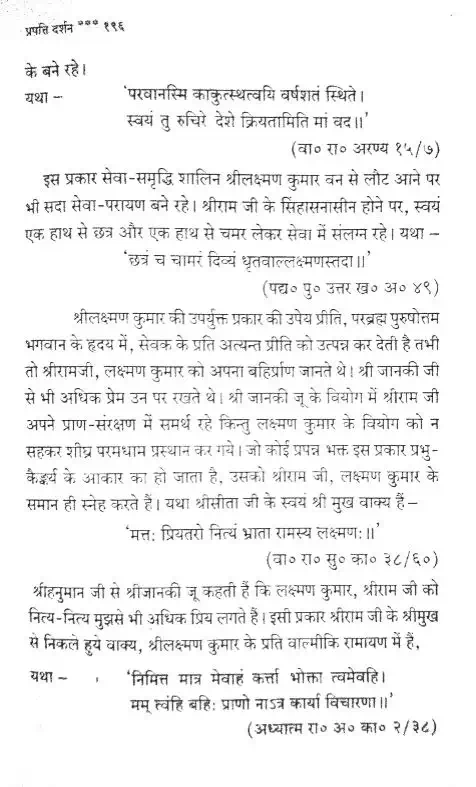 प्रपत्ति दर्शन *** १९६
के बने रहे।
यथा – 'परवानस्मि काकुत्स्थत्वयि वर्षशतं स्थिते।
स्वयं तु रुचिरे देशे क्रियतामिति मां वद॥'
(वा० रा० अरण्य १५/७)
इस प्रकार सेवा-समृद्धि शालिन श्रीलक्ष्मण कुमार वन से लौट आने पर
भी सदा सेवा-परायण बने रहे। श्रीराम जी के सिंहासनासीन होने पर, स्वयं
एक हाथ से छत्र और एक हाथ से चमर लेकर सेवा में संलग्न रहे। यथा –
'छत्रं च चामरं दिव्यं धृतवाल्लक्ष्मणस्तदा॥'
(पद्म० पु० उत्तर ख० अ० ४९)
श्रीलक्ष्मण कुमार की उपर्युक्त प्रकार की उपेय प्रीति, परब्रह्म पुरुषोत्तम
भगवान के हृदय में, सेवक के प्रति अत्यन्त प्रीति को उत्पन्न कर देती है तभी
तो श्रीरामजी, लक्ष्मण कुमार को अपना बहिर्प्राण जानते थे। श्री जानकी जी
से भी अधिक प्रेम उन पर रखते थे। श्री जानकी जू के वियोग में श्रीराम जी
अपने प्राण-संरक्षण में समर्थ रहे किन्तु लक्ष्मण कुमार के वियोग को न
सहकर शीघ्र परमधाम प्रस्थान कर गये। जो कोई प्रपन्न भक्त इस प्रकार प्रभु-
कैङ्कर्य के आकार का हो जाता है, उसको श्रीराम जी, लक्ष्मण कुमार के
समान ही स्नेह करते हैं। यथा श्रीसीता जी के स्वयं श्री मुख वाक्य हैं –
'मत्तः प्रियतरो नित्यं भ्राता रामस्य लक्ष्मणः॥'
(वा० रा० सु० का० ३८/६०)
श्रीहनुमान जी से श्रीजानकी जू कहती हैं कि लक्ष्मण कुमार, श्रीराम जी को
नित्य-नित्य मुझसे भी अधिक प्रिय लगते हैं। इसी प्रकार श्रीराम जी के श्रीमुख
से निकले हुये वाक्य, श्रीलक्ष्मण कुमार के प्रति वाल्मीकि रामायण में हैं,
यथा – 'निमित्त मात्र मेवाहं कर्त्ता भोक्ता त्वमेवहि।
मम् त्वंहि बहिः प्राणो नाऽत्र कार्या विचारणा॥'
(अध्यात्म रा० अ० का० २/३८)